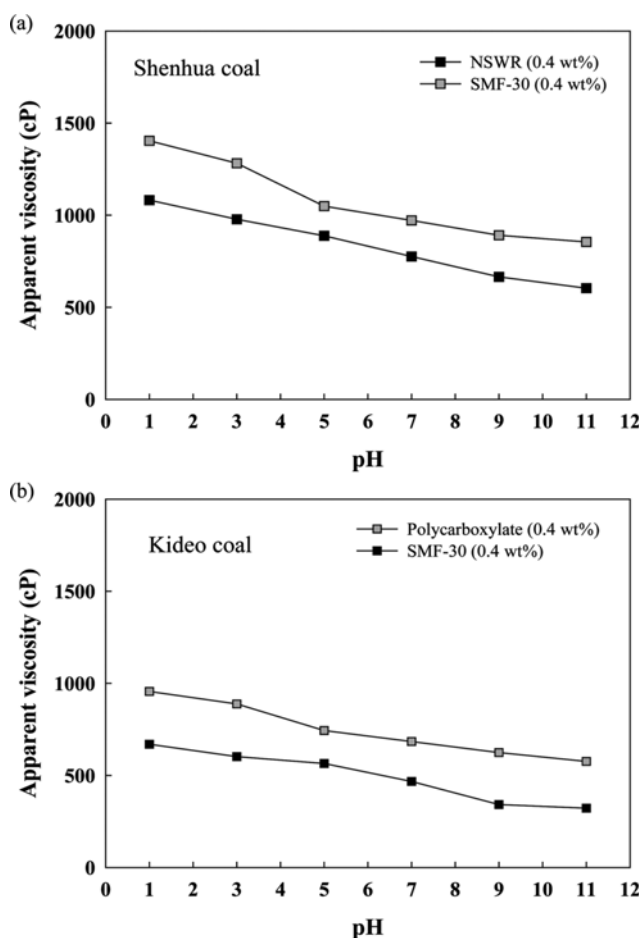 (a)
2000
Shenhua coal
NSWR (0.4 wt%)
SMF-30 (0.4 wt%)
1500
1000
500
0
Apparent viscosity (cP)
0 1 2 3 4 5 6 7 8 9 10 11 12
pH
(b)
2000
Kideo coal
Polycarboxylate (0.4 wt%)
SMF-30 (0.4 wt%)
1500
1000
500
0
Apparent viscosity (cP)
0 1 2 3 4 5 6 7 8 9 10 11 12
pH